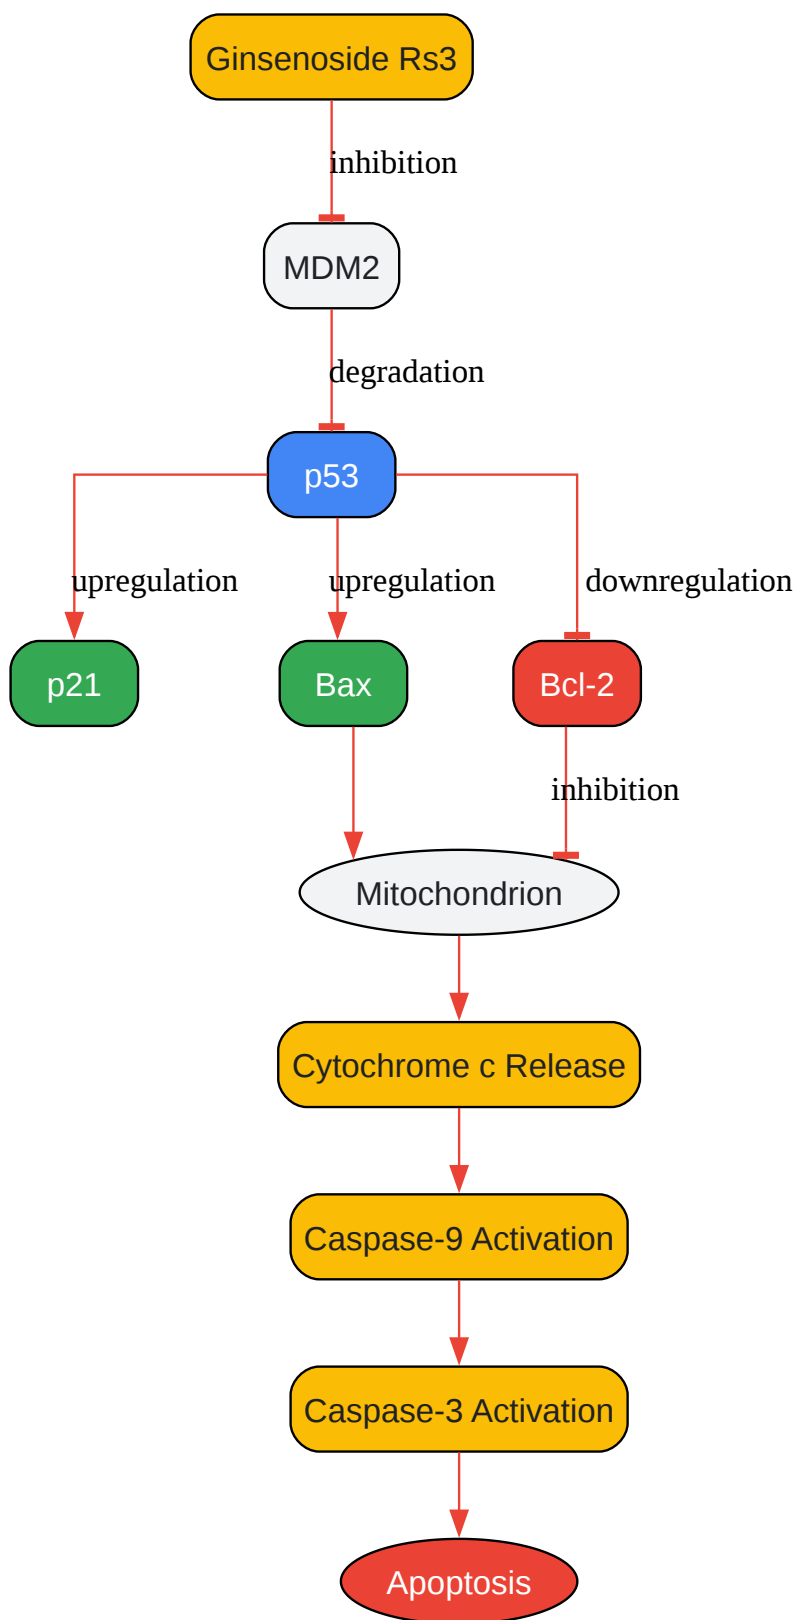 Ginsenoside Rs3
inhibition
MDM2
degradation
p53
upregulation
upregulation
downregulation
p21
Bax
Bcl-2
inhibition
Mitochondrion
Cytochrome c Release
Caspase-9 Activation
Caspase-3 Activation
Apoptosis